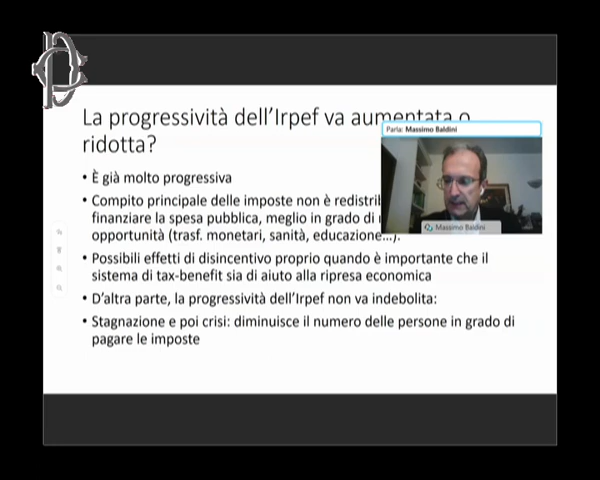 La progressività dell'Irpef va aumentata o
ridotta?
Parla: Massimo Baldini
• È già molto progressiva
• Compito principale delle imposte non è
finanziare la spesa pubblica, meglio in grado di
opportunità (trasf. monetari, sanità, educazione...).
Massimo Baldini
• Possibili effetti di disincentivo proprio quando è importante che il
sistema di tax-benefit sia di aiuto alla ripresa economica
• D'altra parte, la progressività dell'Irpef non va indebolita:
• Stagnazione e poi crisi: diminuisce il numero delle persone in grado di
pagare le imposte